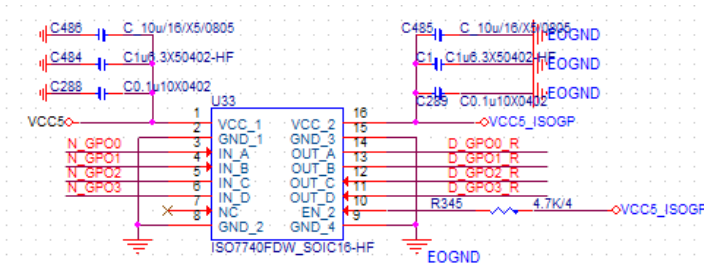 C486 C_10u/16/X5/0805
C484 C1u6.3X50402-HF
C288 C0.1u10X0402
C485 C_10u/16/X5/0805 EOGND
C1 C1u6.3X50402-HF EOGND
C289 C0.1u10X0402 EOGND
U33
VCC5 1 VCC_1 VCC_2 16 VCC5_ISOGP
2 GND_1 GND_3 15
N_GPO0 3 IN_A OUT_A 14 D_GPO0_R
N_GPO1 4 IN_B OUT_B 13 D_GPO1_R
N_GPO2 5 IN_C OUT_C 12 D_GPO2_R
N_GPO3 6 IN_D OUT_D 11 D_GPO3_R
7 NC EN_2 10 R345 4.7K/4 VCC5_ISOGP
8 GND_2 GND_4 9
ISO7740FDW_SOIC16-HF
EOGND